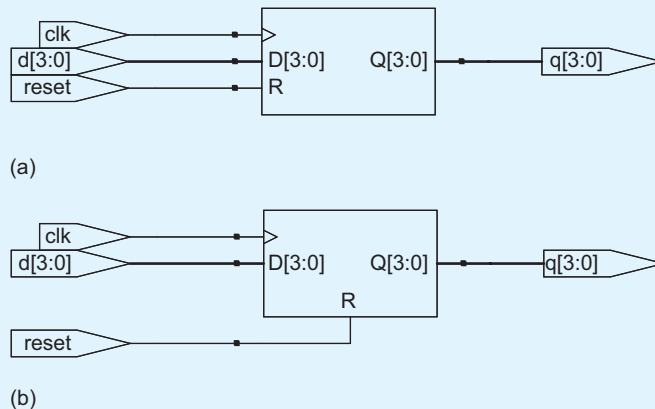 clk
d[3:0] D[3:0] Q[3:0] q[3:0]
reset R
(a)
clk
d[3:0] D[3:0] Q[3:0] q[3:0]
R
reset
(b)